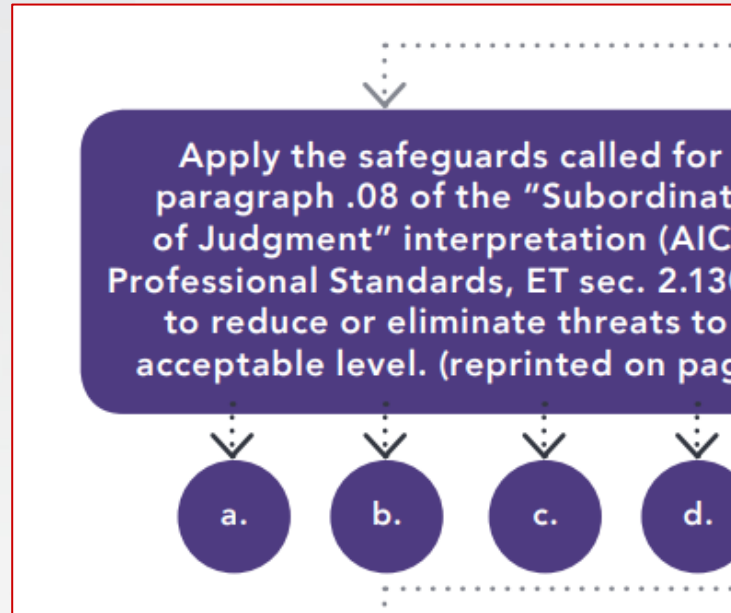 Apply the safeguards called for
paragraph .08 of the “Subordinat
of Judgment” interpretation (AIC
Professional Standards, ET sec. 2.130
to reduce or eliminate threats to
acceptable level. (reprinted on pag
a. b. c. d.